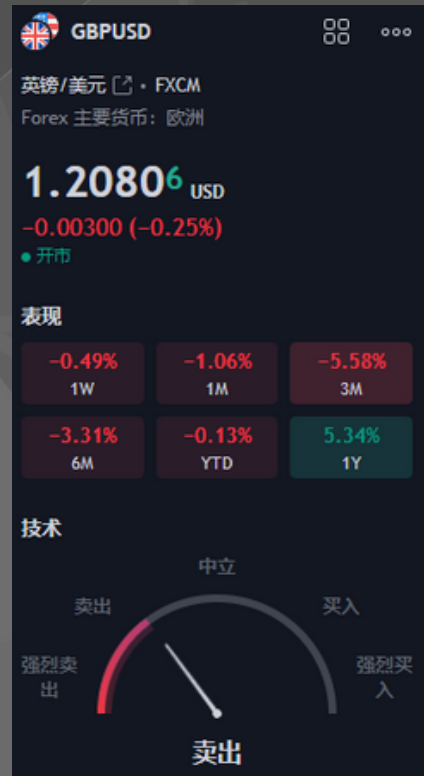 GBPUSD
英镑/美元 · FXCM
Forex 主要货币：欧洲
1.20806 USD
−0.00300 (−0.25%)
开市
表现
−0.49% −1.06% −5.58%
1W 1M 3M
−3.31% −0.13% 5.34%
6M YTD 1Y
技术
中立
卖出 买入
强烈卖出 强烈买入
卖出